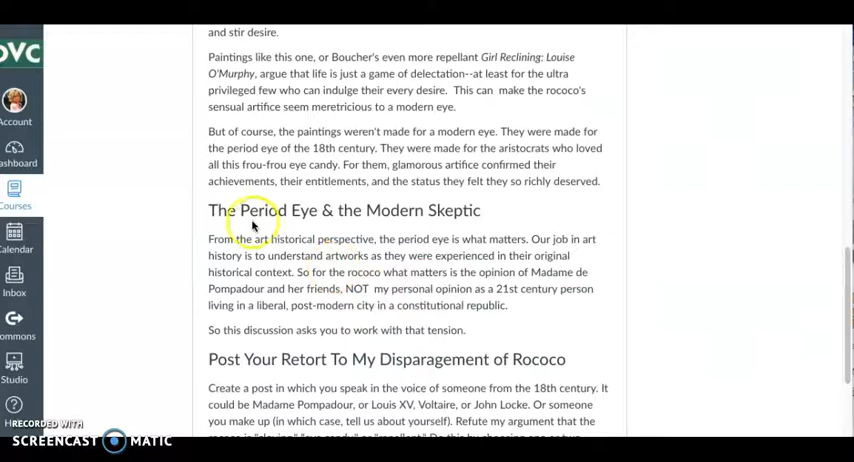 and stir desire.
Paintings like this one, or Boucher's even more repellant Girl Reclining: Louise
O'Murphy, argue that life is just a game of delectation--at least for the ultra
privileged few who can indulge their every desire. This can make the rococo's
sensual artifice seem meretricious to a modern eye.
But of course, the paintings weren't made for a modern eye. They were made for
the period eye of the 18th century. They were made for the aristocrats who loved
all this frou-frou eye candy. For them, glamorous artifice confirmed their
achievements, their entitlements, and the status they felt they so richly deserved.
The Period Eye & the Modern Skeptic
From the art historical perspective, the period eye is what matters. Our job in art
history is to understand artworks as they were experienced in their original
historical context. So for the rococo what matters is the opinion of Madame de
Pompadour and her friends, NOT my personal opinion as a 21st century person
living in a liberal, post-modern city in a constitutional republic.
So this discussion asks you to work with that tension.
Post Your Retort To My Disparagement of Rococo
Create a post in which you speak in the voice of someone from the 18th century. It
could be Madame Pompadour, or Louis XV, Voltaire, or John Locke. Or someone
you make up (in which case, tell us about yourself). Refute my argument that the
DVC
Account
ashboard
Courses
Calendar
Inbox
ommons
Studio
RECORDED WITH
SCREENCAST MATIC